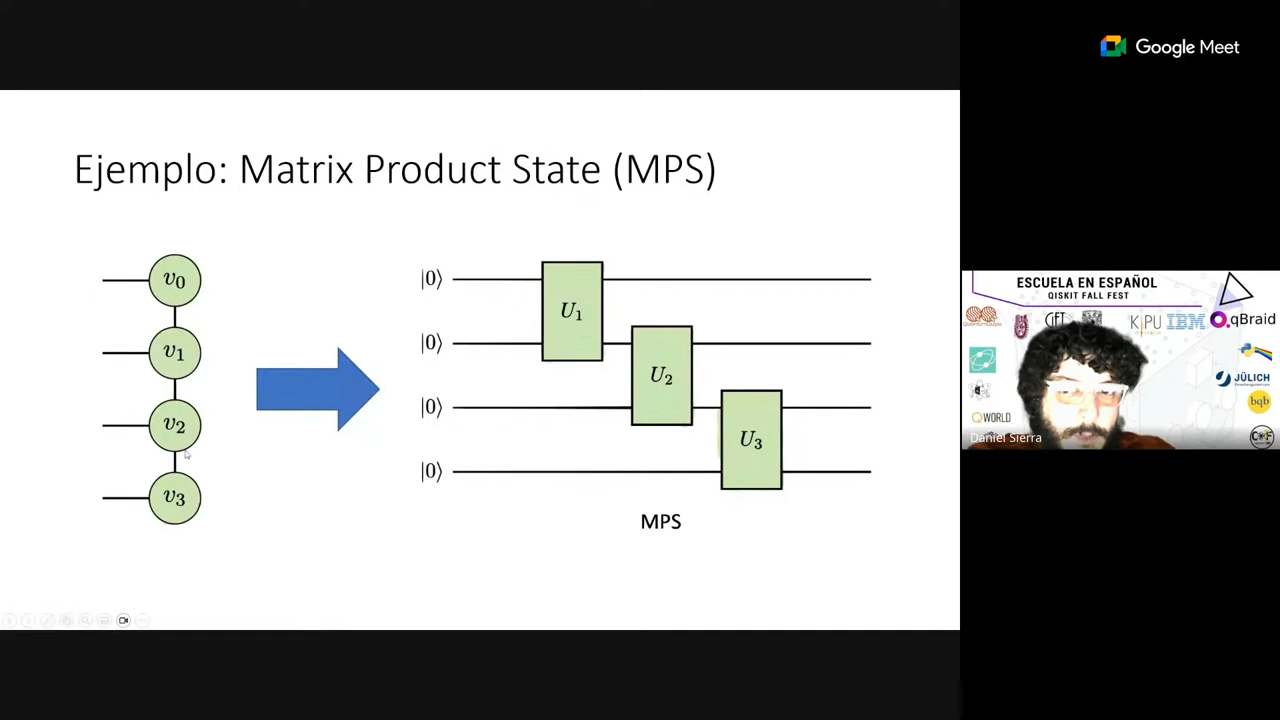 Google Meet
Ejemplo: Matrix Product State (MPS)
v0
v1
v2
v3
|0⟩
|0⟩
|0⟩
|0⟩
U1
U2
U3
MPS
ESCUELA EN ESPAÑOL
QISKIT FALL FEST
KIPU
IBM
qBraid
JÜLICH
bqb
QWORLD
Daniel Sierra